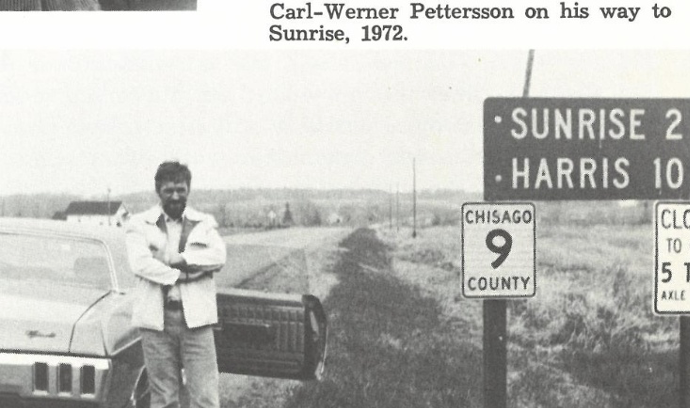 Carl-Werner Pettersson on his way to
Sunrise, 1972.
· SUNRISE 2
· HARRIS 10
CHISAGO
9
COUNTY
CLO
TO
5 T
AXLE